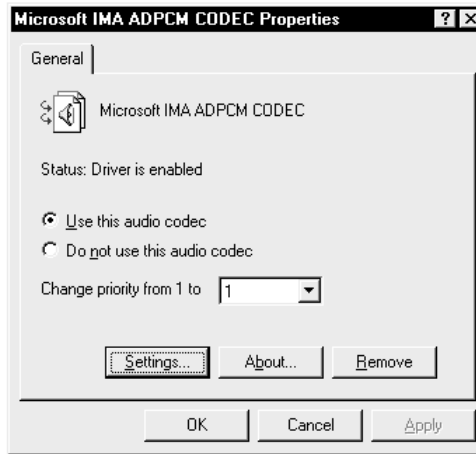 Microsoft IMA ADPCM CODEC Properties ? X
General
Microsoft IMA ADPCM CODEC
Status: Driver is enabled
Use this audio codec
Do not use this audio codec
Change priority from 1 to 1
Settings... About... Remove
OK Cancel Apply